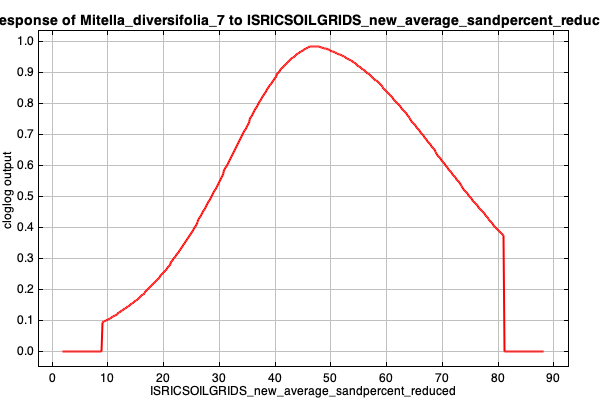 esponse of Mitella_diversifolia_7 to ISRICSOILGRIDS_new_average_sandpercent_reduc
1.0
0.9
0.8
0.7
0.6
0.5
0.4
0.3
0.2
0.1
0.0
cloglog output
0 10 20 30 40 50 60 70 80 90
ISRICSOILGRIDS_new_average_sandpercent_reduced